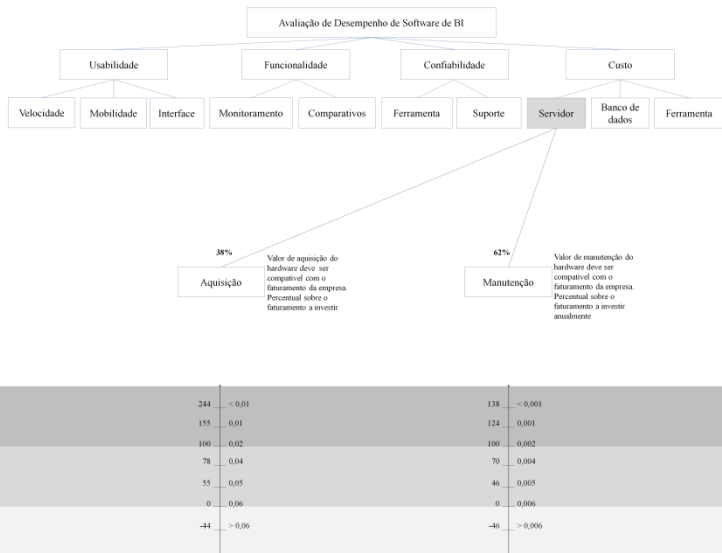 Avaliação de Desempenho de Software de BI
Usabilidade
Funcionalidade
Confiabilidade
Custo
Velocidade
Mobilidade
Interface
Monitoramento
Comparativos
Ferramenta
Suporte
Servidor
Banco de
dados
Ferramenta
38%
Aquisição
Valor de aquisição do
hardware deve ser
compatível com o
faturamento da empresa.
Percentual sobre o
faturamento a investir
62%
Manutenção
Valor de manutenção do
hardware deve ser
compatível com o
faturamento da empresa.
Percentual sobre o
faturamento a investir
anualmente
244 < 0,01
155 0,01
100 0,02
78 0,04
55 0,05
0 0,06
-44 > 0,06
138 < 0,001
124 0,001
100 0,002
70 0,004
46 0,005
0 0,006
-46 > 0,006